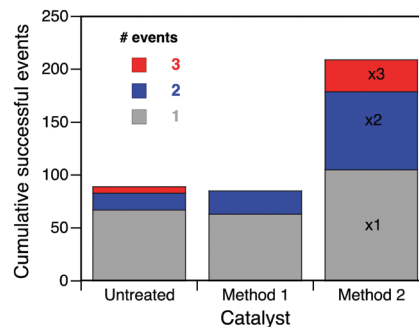 Cumulative successful events
250
200
150
100
50
0
# events
3
2
1
x3
x2
x1
Untreated
Method 1
Method 2
Catalyst